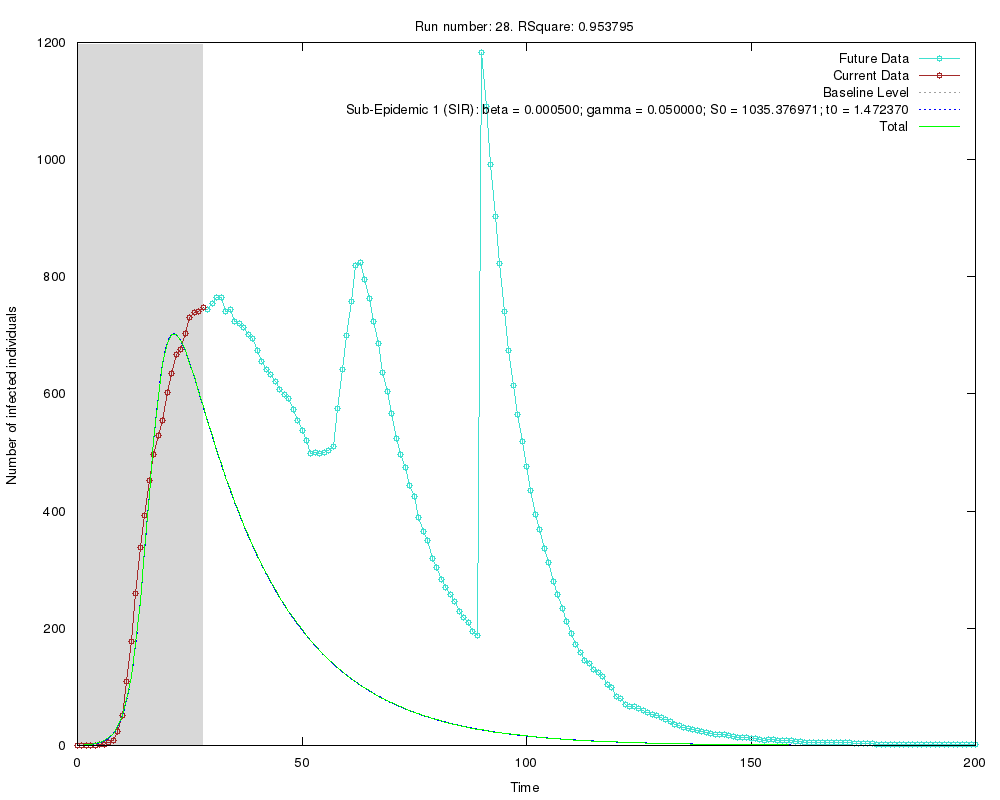 Run number: 28. RSquare: 0.953795
1200
1000
800
600
400
200
0
Number of infected individuals
Future Data
Current Data
Baseline Level
Sub-Epidemic 1 (SIR): beta = 0.000500; gamma = 0.050000; S0 = 1035.376971; t0 = 1.472370
Total
0 50 100 150 200
Time